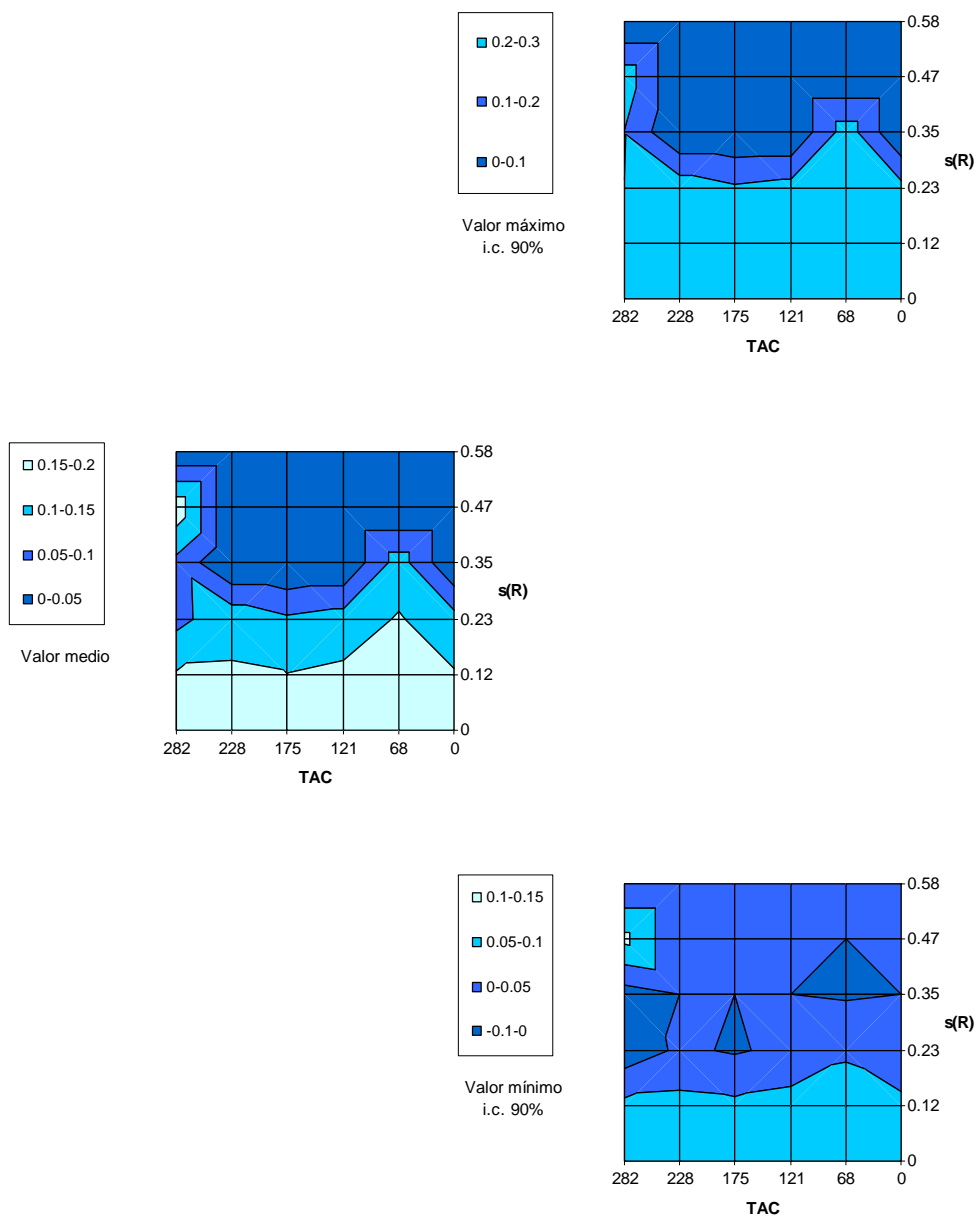 0.2-0.3
0.1-0.2
0-0.1
Valor máximo
i.c. 90%
0.58
0.47
0.35
s(R)
0.23
0.12
0
282 228 175 121 68 0
TAC
0.15-0.2
0.1-0.15
0.05-0.1
0-0.05
Valor medio
0.58
0.47
0.35
s(R)
0.23
0.12
0
282 228 175 121 68 0
TAC
0.1-0.15
0.05-0.1
0-0.05
-0.1-0
Valor mínimo
i.c. 90%
0.58
0.47
0.35
s(R)
0.23
0.12
0
282 228 175 121 68 0
TAC